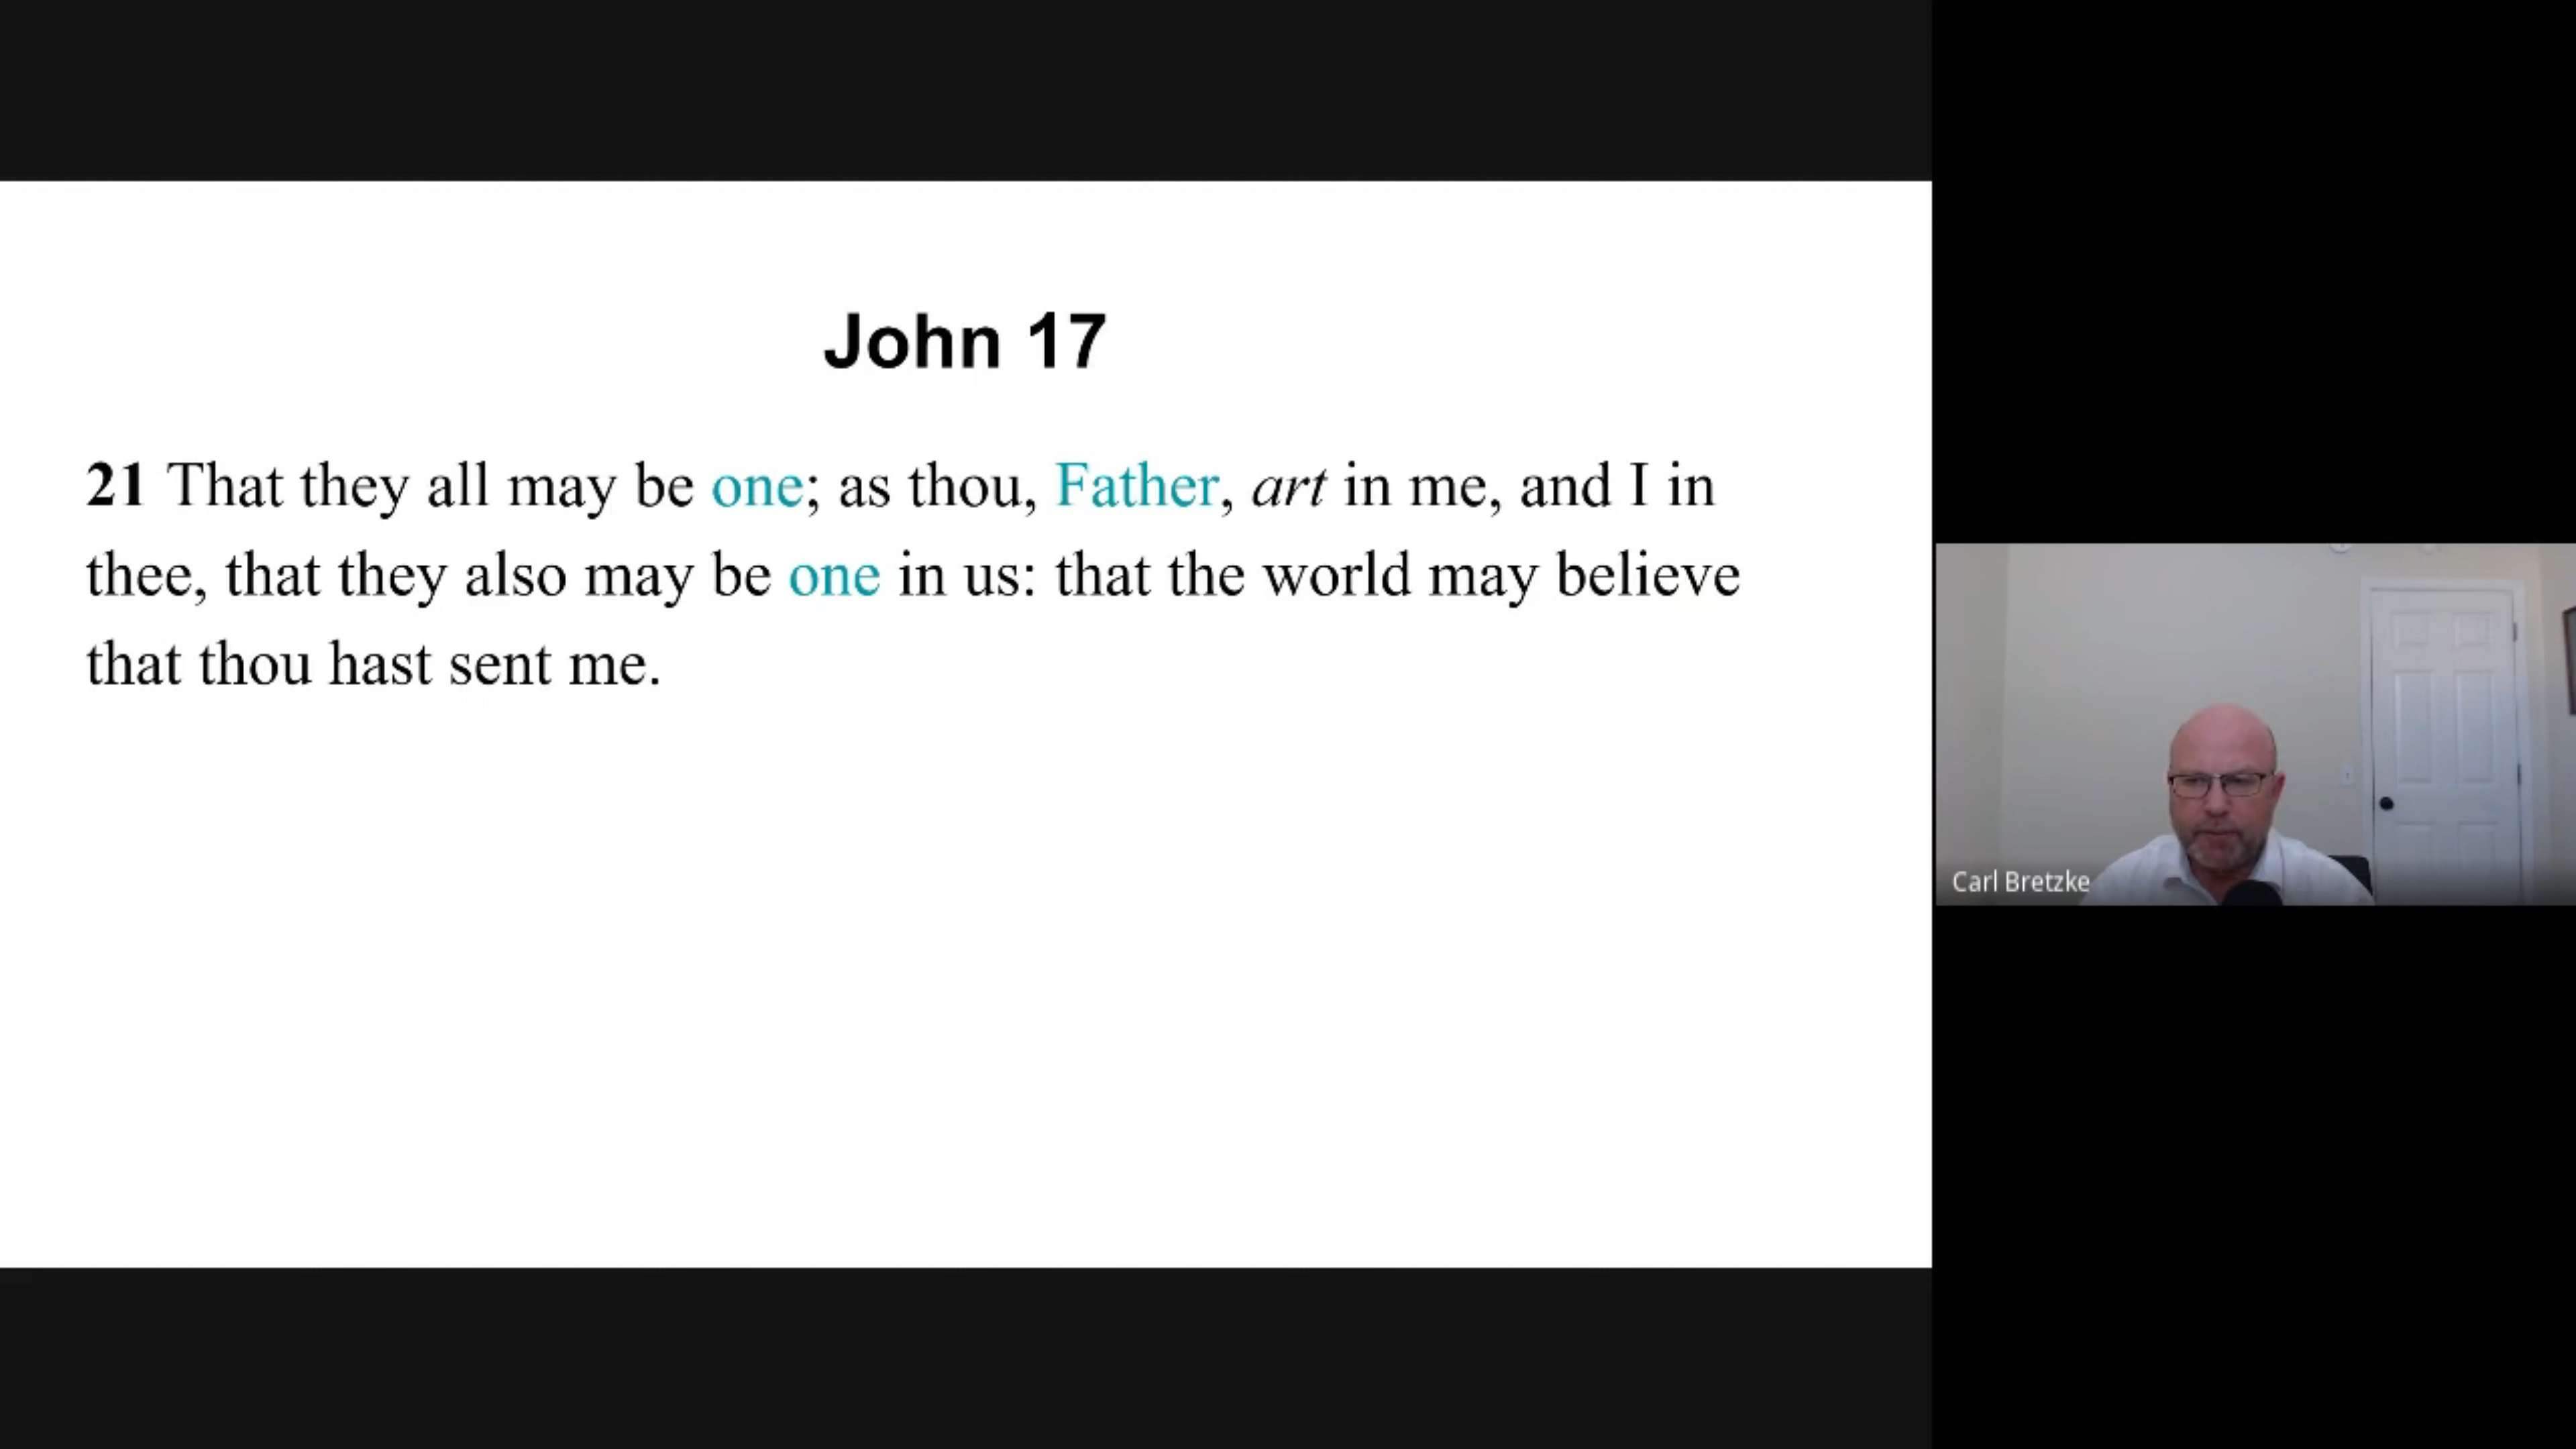 John 17
21 That they all may be one; as thou, Father, art in me, and I in
thee, that they also may be one in us: that the world may believe
that thou hast sent me.
Carl Bretzke